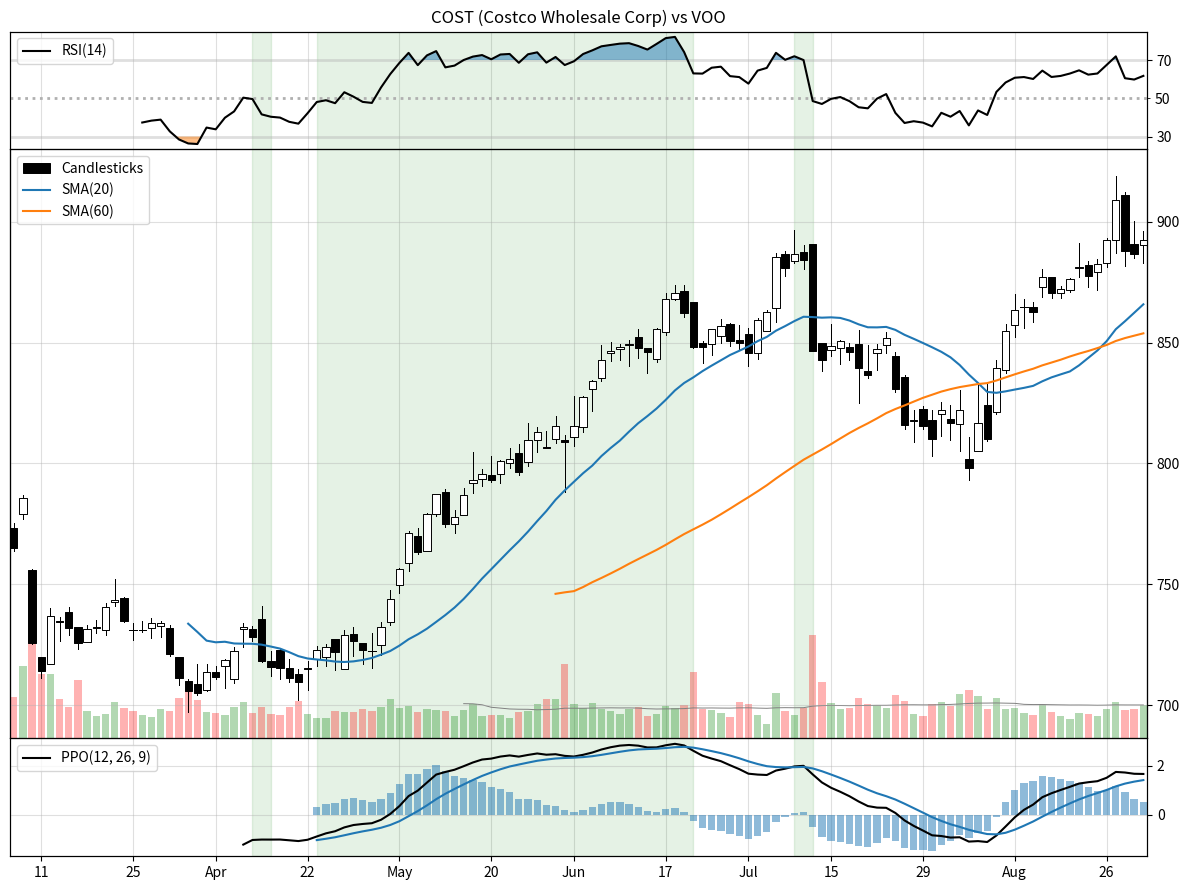 COST (Costco Wholesale Corp) vs VOO
RSI(14)
70
50
30
Candlesticks
SMA(20)
SMA(60)
900
850
800
750
700
PPO(12, 26, 9)
2
0
11
25
Apr
22
May
20
Jun
17
Jul
15
29
Aug
26